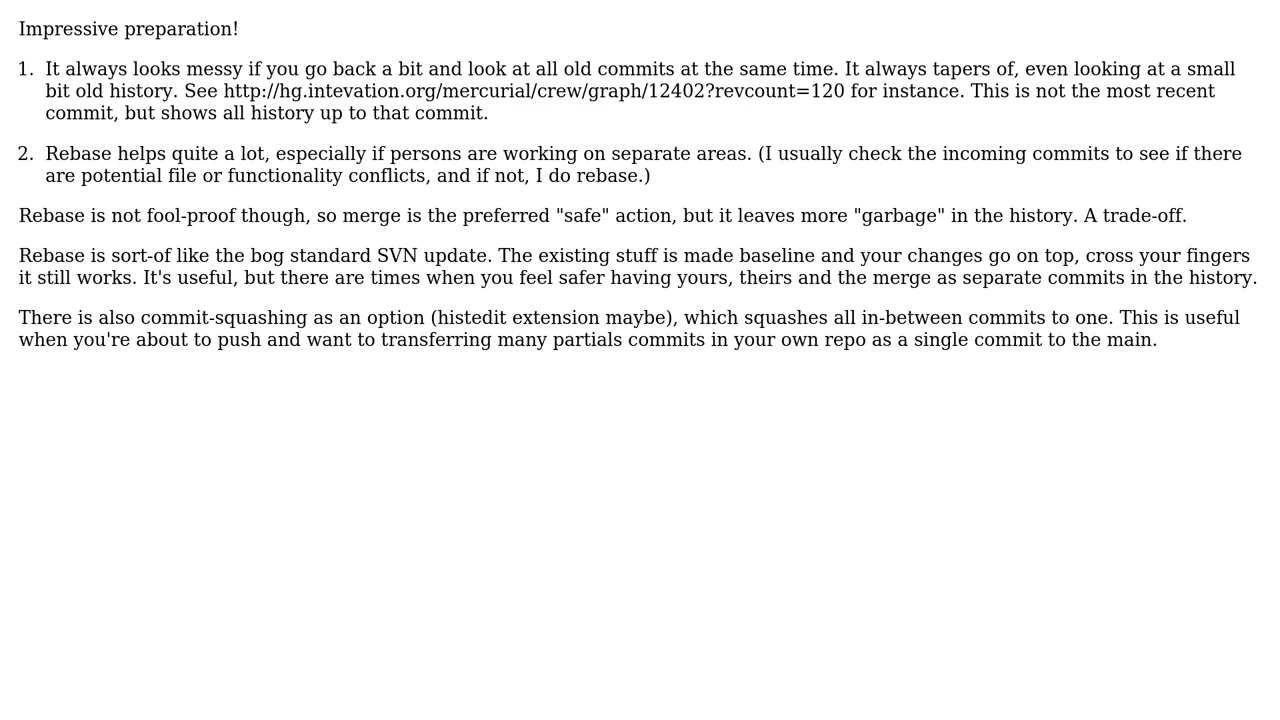 Impressive preparation!
1. It always looks messy if you go back a bit and look at all old commits at the same time. It always tapers of, even looking at a small
bit old history. See http://hg.intevation.org/mercurial/crew/graph/12402?revcount=120 for instance. This is not the most recent
commit, but shows all history up to that commit.
2. Rebase helps quite a lot, especially if persons are working on separate areas. (I usually check the incoming commits to see if there
are potential file or functionality conflicts, and if not, I do rebase.)
Rebase is not fool-proof though, so merge is the preferred "safe" action, but it leaves more "garbage" in the history. A trade-off.
Rebase is sort-of like the bog standard SVN update. The existing stuff is made baseline and your changes go on top, cross your fingers
it still works. It's useful, but there are times when you feel safer having yours, theirs and the merge as separate commits in the history.
There is also commit-squashing as an option (histedit extension maybe), which squashes all in-between commits to one. This is useful
when you're about to push and want to transferring many partials commits in your own repo as a single commit to the main.